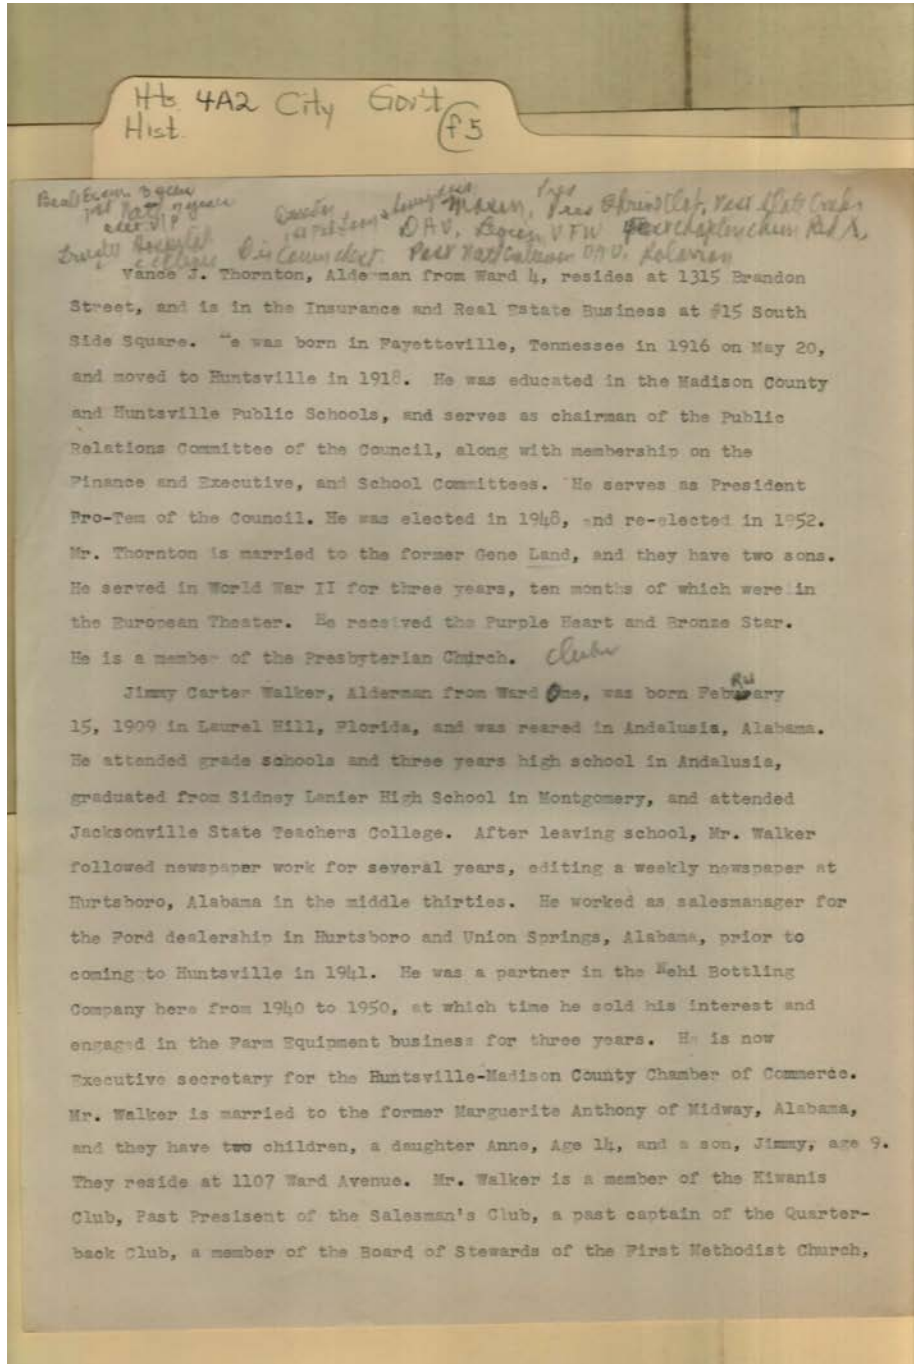 Hts 4A2 City Gov't
Hist. f5
1st Nat'l
Mason, Pres
DAV. Legion VFW Red X,
Trustee Hospital
Vance J. Thornton, Alderman from Ward 4, resides at 1315 Brandon
Street, and is in the Insurance and Real Estate Business at #15 South
Side Square. He was born in Fayetteville, Tennessee in 1916 on May 20,
and moved to Huntsville in 1918. He was educated in the Madison County
and Huntsville Public Schools, and serves as chairman of the Public
Relations Committee of the Council, along with membership on the
Finance and Executive, and School Committees. He serves as President
Pro-Tem of the Council. He was elected in 1948, and re-elected in 1952.
Mr. Thornton is married to the former Gene Land, and they have two sons.
He served in World War II for three years, ten months of which were in
the European Theater. He received the Purple Heart and Bronze Star.
He is a member of the Presbyterian Church. Clubs
Jimmy Carter Walker, Alderman from Ward One, was born February
15, 1909 in Laurel Hill, Florida, and was reared in Andalusia, Alabama.
He attended grade schools and three years high school in Andalusia,
graduated from Sidney Lanier High School in Montgomery, and attended
Jacksonville State Teachers College. After leaving school, Mr. Walker
followed newspaper work for several years, editing a weekly newspaper at
Hurtsboro, Alabama in the middle thirties. He worked as salesmanager for
the Ford dealership in Hurtsboro and Union Springs, Alabama, prior to
coming to Huntsville in 1941. He was a partner in the Nehi Bottling
Company here from 1940 to 1950, at which time he sold his interest and
engaged in the Farm Equipment business for three years. He is now
Executive secretary for the Huntsville-Madison County Chamber of Commerce.
Mr. Walker is married to the former Marguerite Anthony of Midway, Alabama,
and they have two children, a daughter Anne, Age 14, and a son, Jimmy, age 9.
They reside at 1107 Ward Avenue. Mr. Walker is a member of the Kiwanis
Club, Past Presisent of the Salesman's Club, a past captain of the Quarter-
back Club, a member of the Board of Stewards of the First Methodist Church,